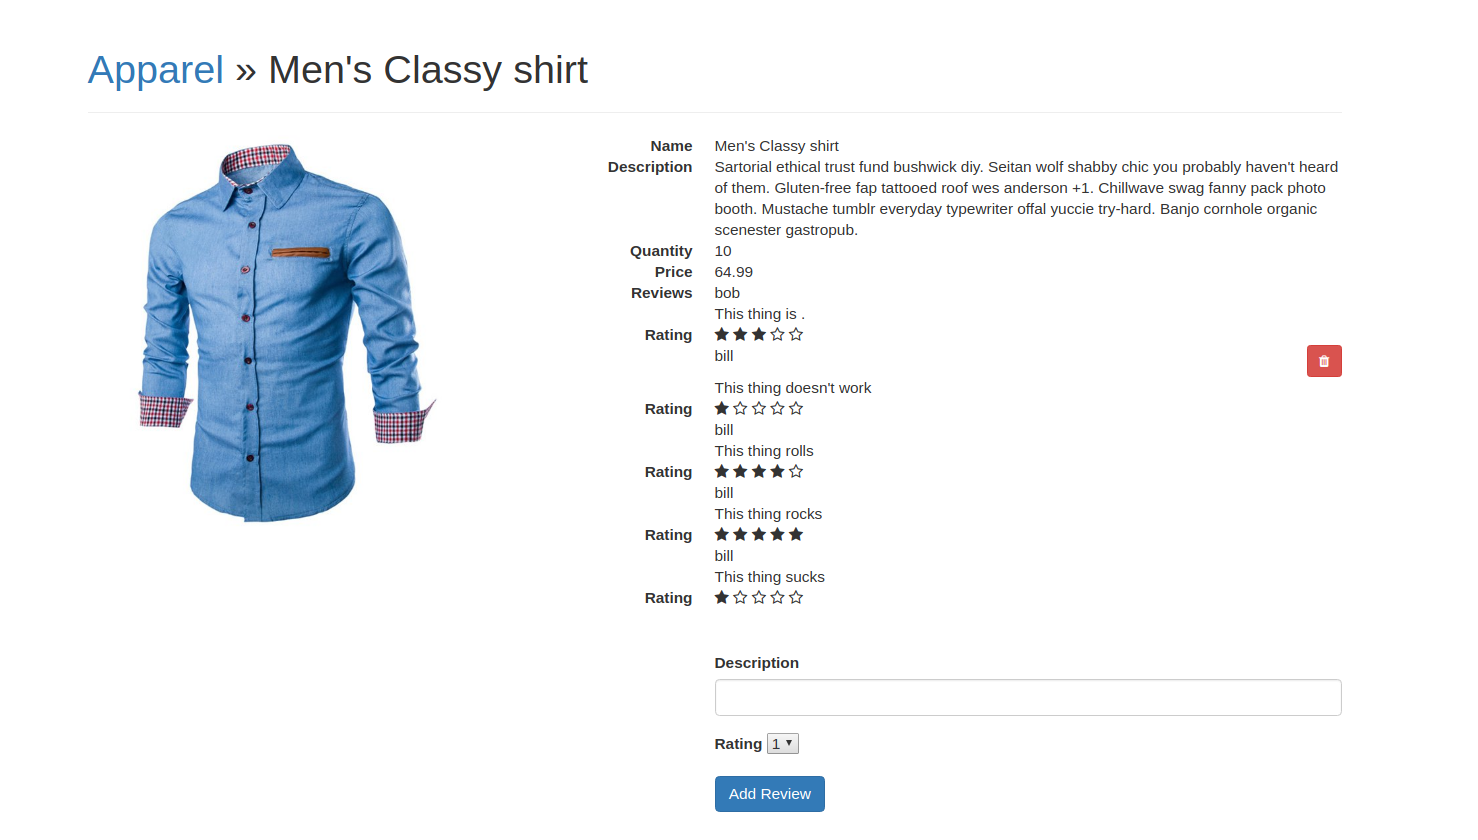 Apparel » Men's Classy shirt
Name Men's Classy shirt
Description Sartorial ethical trust fund bushwick diy. Seitan wolf shabby chic you probably haven't heard
of them. Gluten-free fap tattooed roof wes anderson +1. Chillwave swag fanny pack photo
booth. Mustache tumblr everyday typewriter offal yuccie try-hard. Banjo cornhole organic
scenester gastropub.
Quantity 10
Price 64.99
Reviews bob
This thing is .
Rating ★★★☆☆
bill
This thing doesn't work
Rating ★☆☆☆☆
bill
This thing rolls
Rating ★★★★☆
bill
This thing rocks
Rating ★★★★★
bill
This thing sucks
Rating ★☆☆☆☆
Description
Rating 1
Add Review